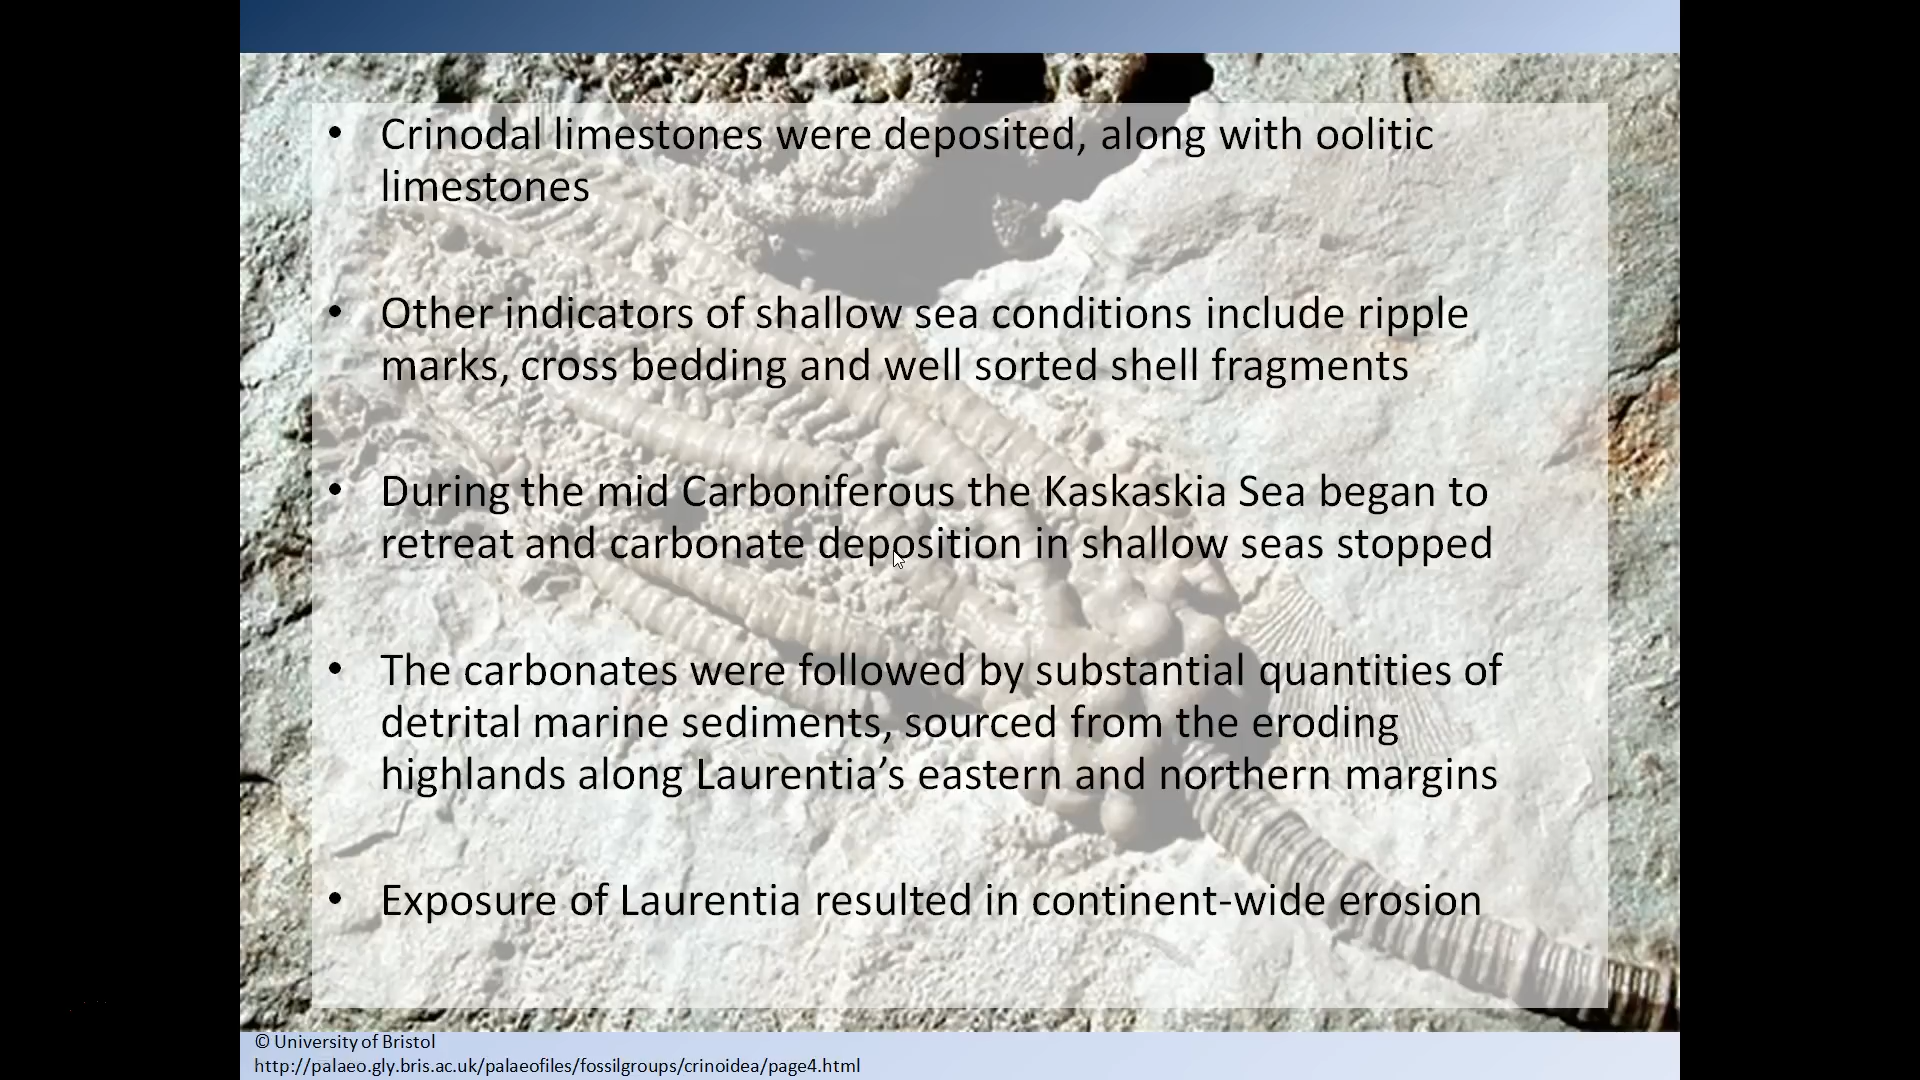 • Crinodal limestones were deposited, along with oolitic
limestones
• Other indicators of shallow sea conditions include ripple
marks, cross bedding and well sorted shell fragments
• During the mid Carboniferous the Kaskaskia Sea began to
retreat and carbonate deposition in shallow seas stopped
• The carbonates were followed by substantial quantities of
detrital marine sediments, sourced from the eroding
highlands along Laurentia’s eastern and northern margins
• Exposure of Laurentia resulted in continent-wide erosion
© University of Bristol
http://palaeo.gly.bris.ac.uk/palaeofiles/fossilgroups/crinoidea/page4.html